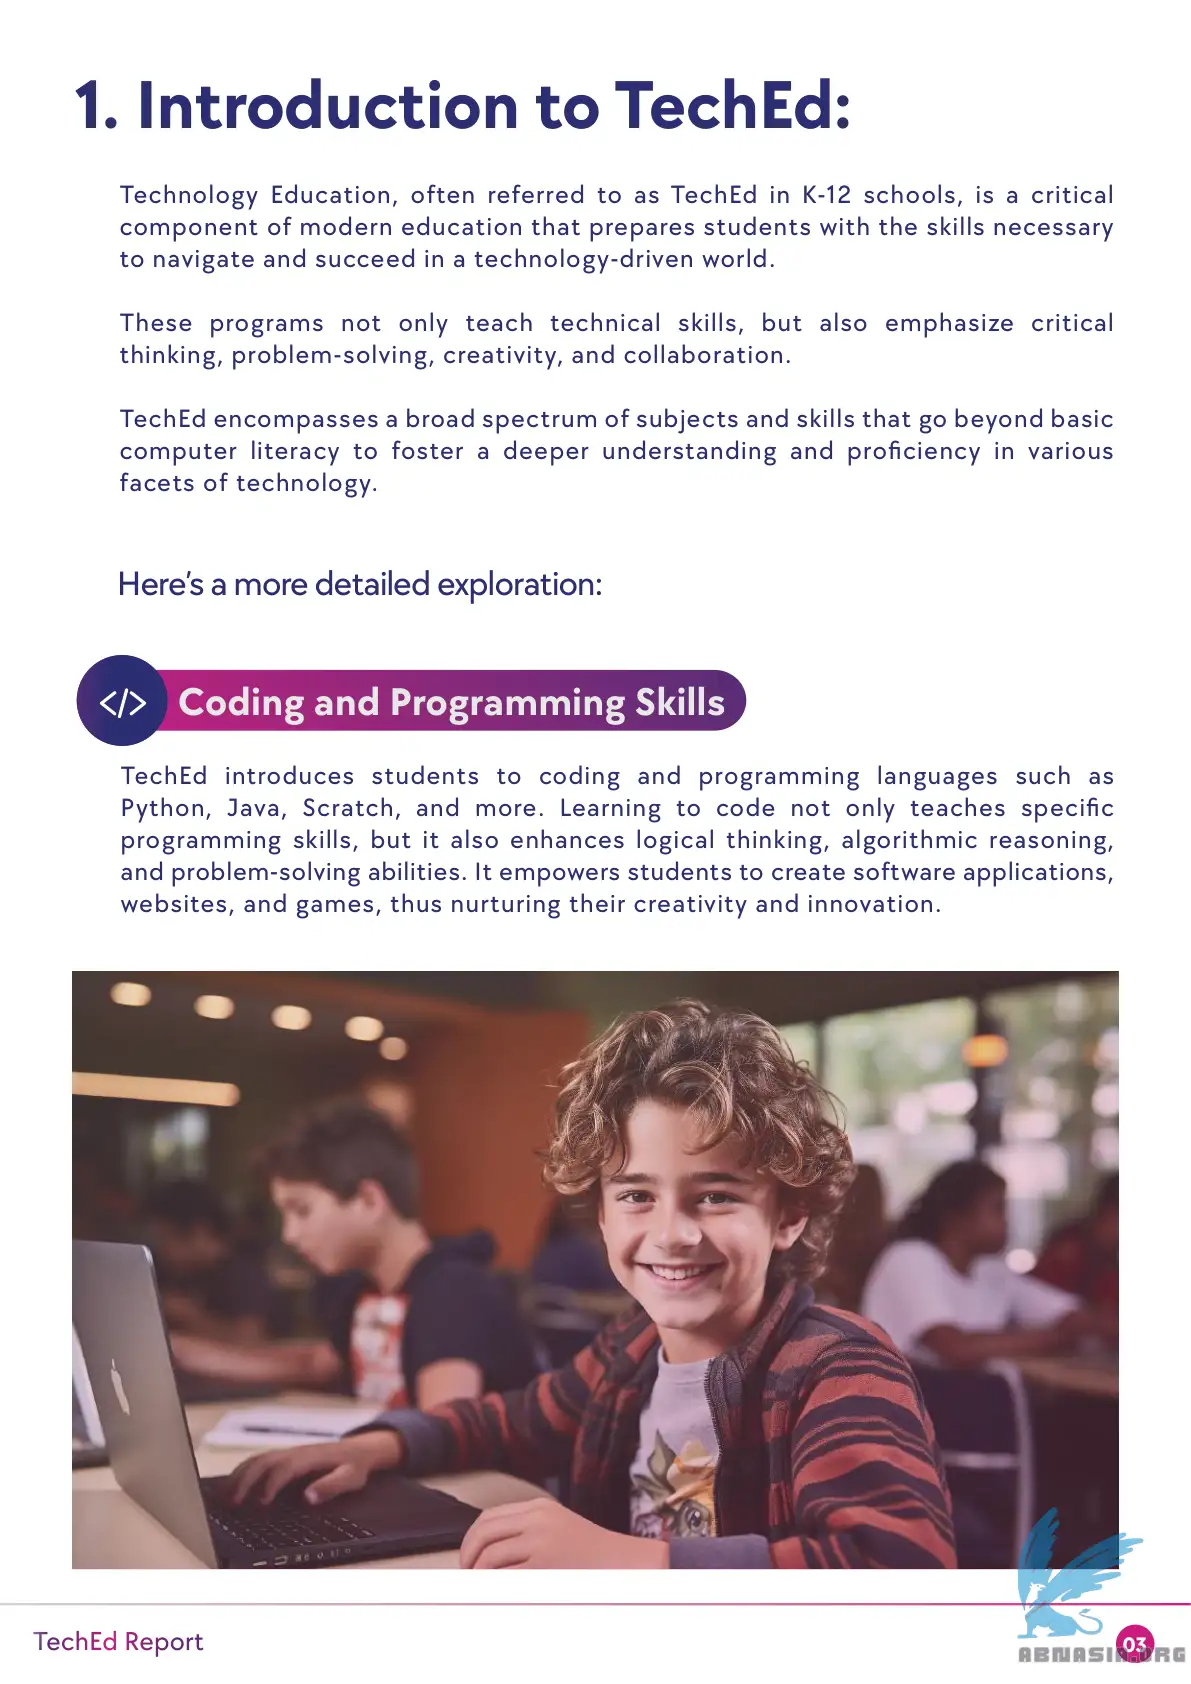 1. Introduction to TechEd:
Technology Education, often referred to as TechEd in K-12 schools, is a critical
component of modern education that prepares students with the skills necessary
to navigate and succeed in a technology-driven world.
These programs not only teach technical skills, but also emphasize critical
thinking, problem-solving, creativity, and collaboration.
TechEd encompasses a broad spectrum of subjects and skills that go beyond basic
computer literacy to foster a deeper understanding and proficiency in various
facets of technology.
Here's a more detailed exploration:
</> Coding and Programming Skills
TechEd introduces students to coding and programming languages such as
Python, Java, Scratch, and more. Learning to code not only teaches specific
programming skills, but it also enhances logical thinking, algorithmic reasoning,
and problem-solving abilities. It empowers students to create software applications,
websites, and games, thus nurturing their creativity and innovation.
TechEd Report
03
ABNASIA.ORG